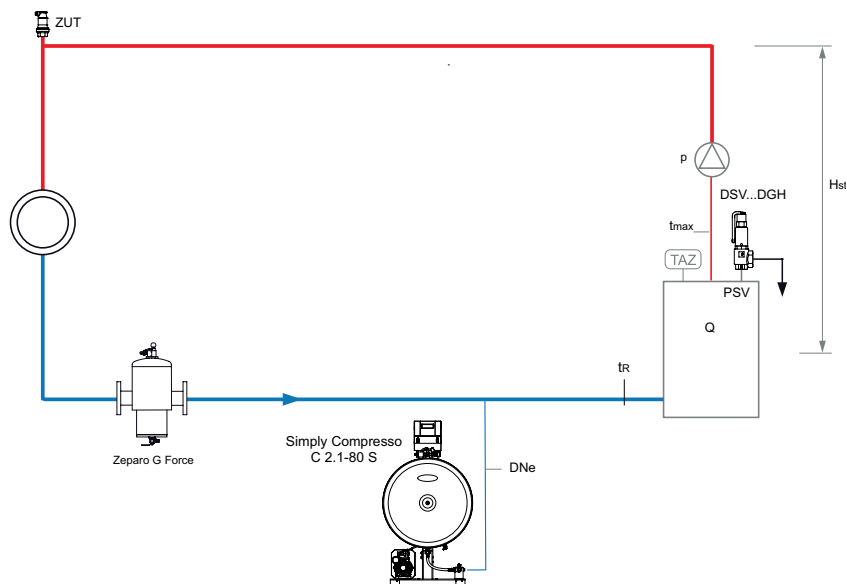 ZUT
p
Hst
DSV...DGH
tmax
TAZ
PSV
Q
tR
Simply Compresso
C 2.1-80 S
DNe
Zeparo G Force